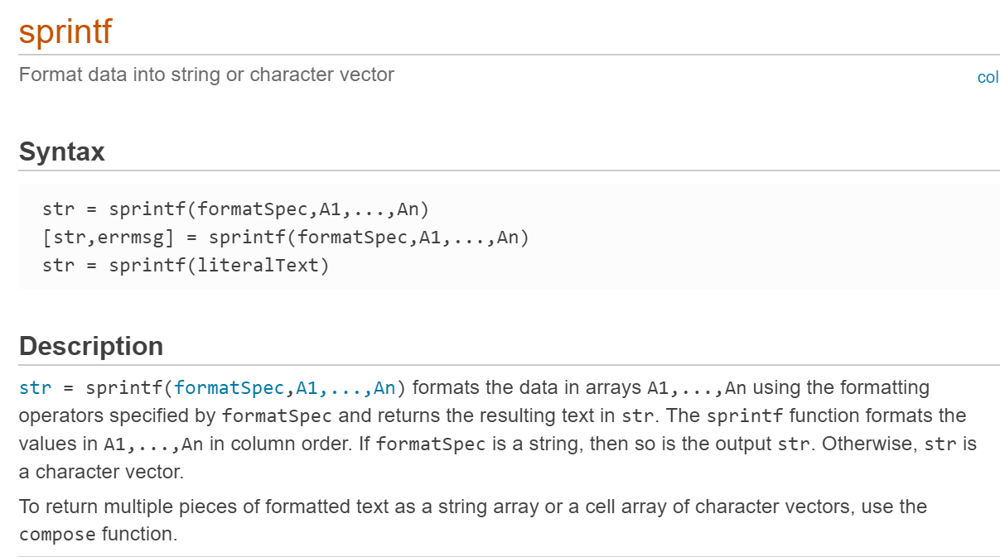 sprintf
Format data into string or character vector
col
Syntax
str = sprintf(formatSpec,A1,...,An)
[str,errmsg] = sprintf(formatSpec,A1,...,An)
str = sprintf(literalText)
Description
str = sprintf(formatSpec,A1,...,An) formats the data in arrays A1,...,An using the formatting
operators specified by formatSpec and returns the resulting text in str. The sprintf function formats the
values in A1,...,An in column order. If formatSpec is a string, then so is the output str. Otherwise, str is
a character vector.
To return multiple pieces of formatted text as a string array or a cell array of character vectors, use the
compose function.